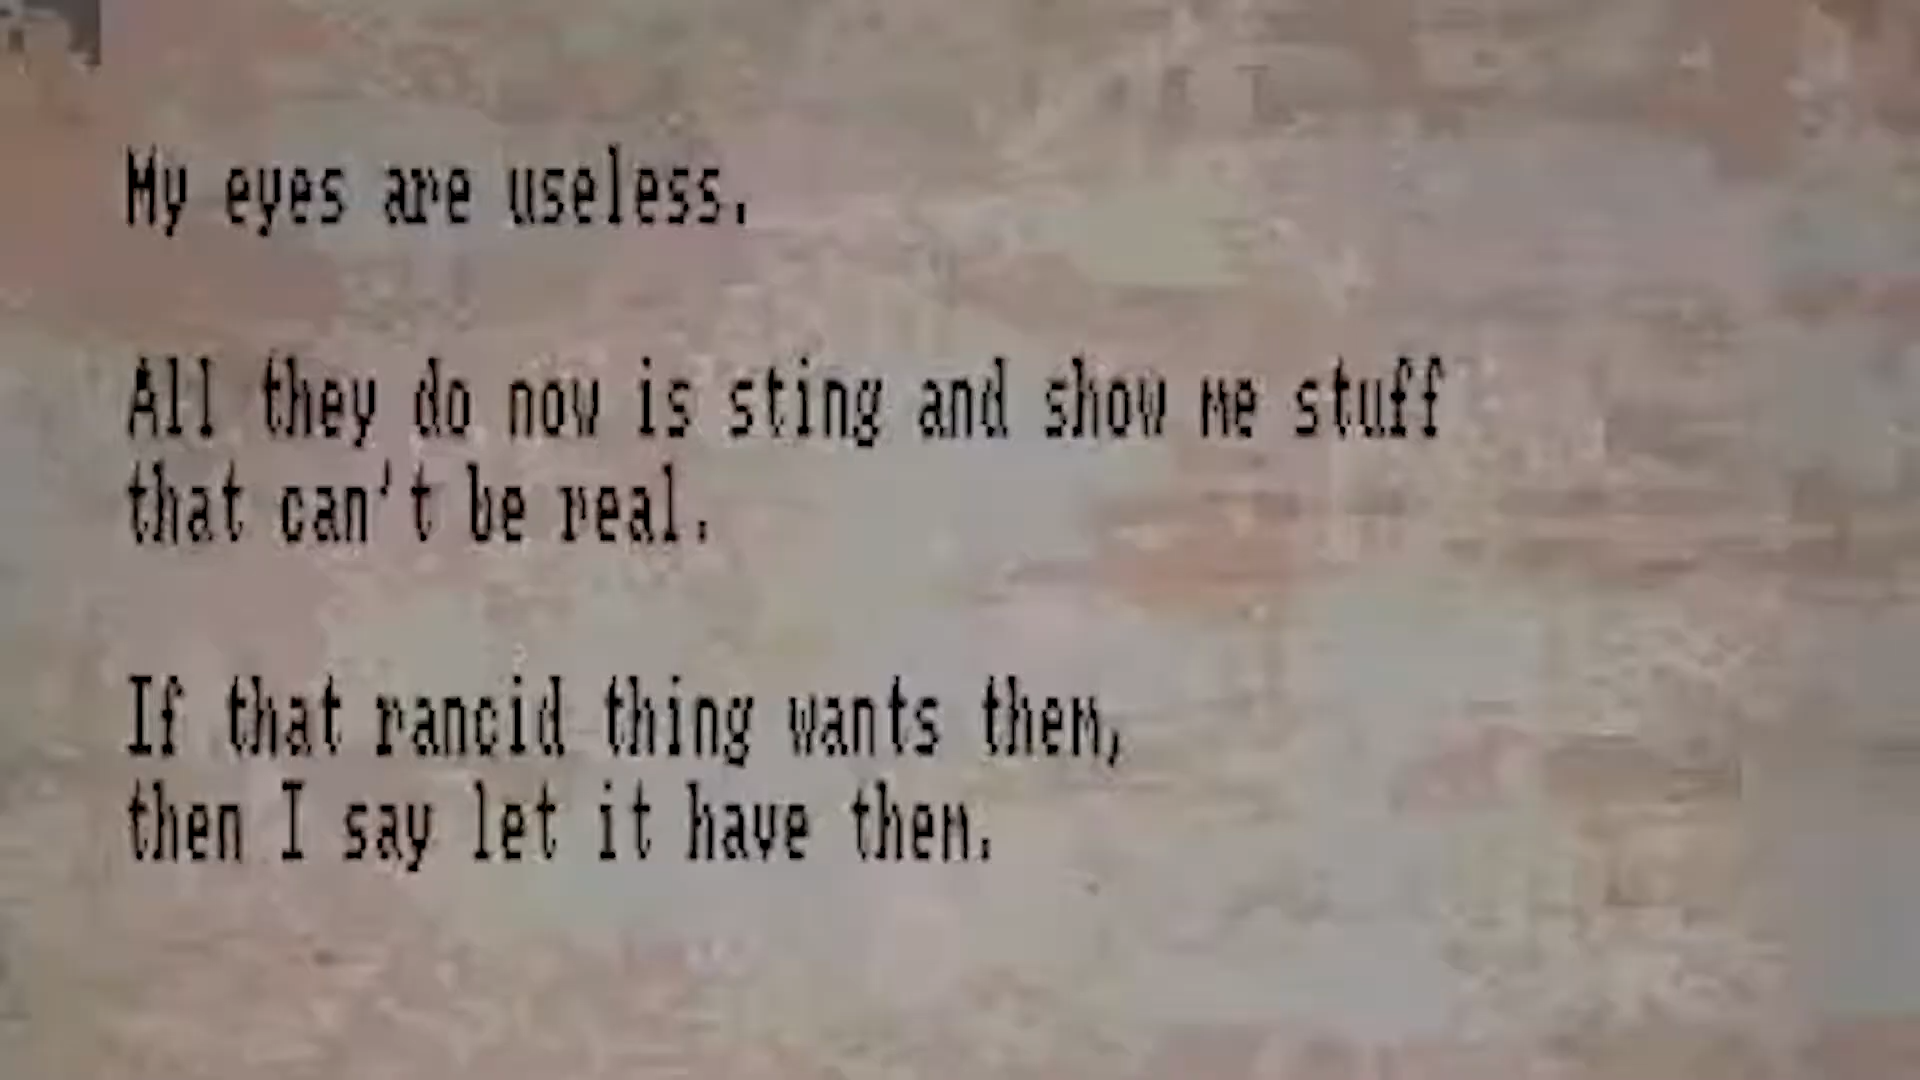 My eyes are useless.
All they do now is sting and show me stuff
that can't be real.
If that rancid thing wants them,
then I say let it have them.